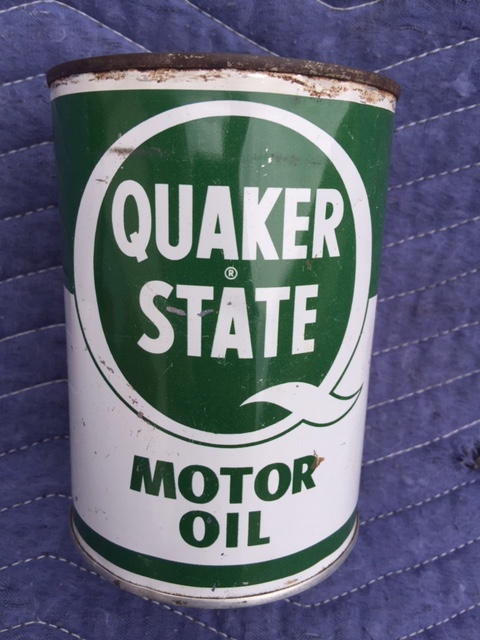 QUAKER
®
STATE
MOTOR
OIL